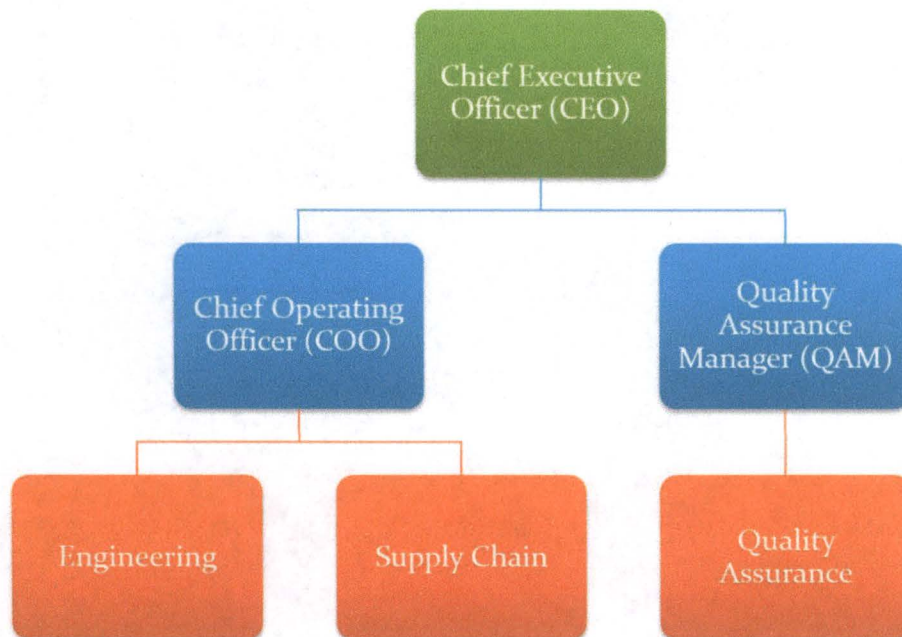 Chief Executive
Officer (CEO)
Chief Operating
Officer (COO)
Quality
Assurance
Manager (QAM)
Engineering
Supply Chain
Quality
Assurance